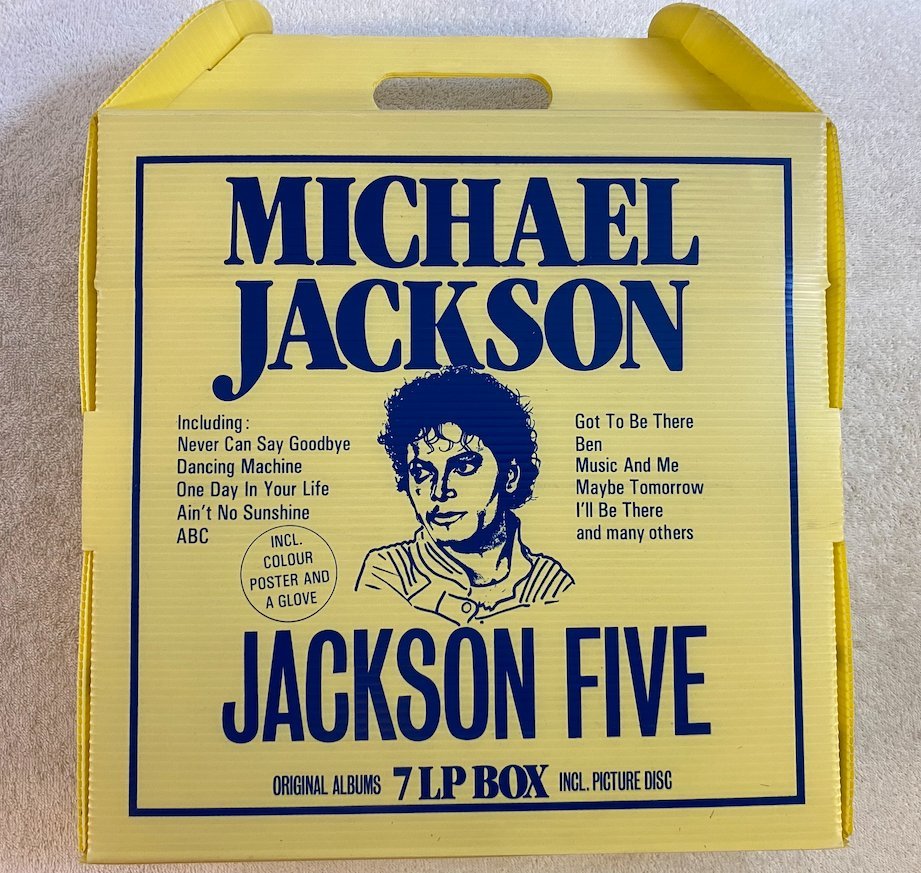 MICHAEL
JACKSON
Including :
Never Can Say Goodbye
Dancing Machine
One Day In Your Life
Ain't No Sunshine
ABC
Got To Be There
Ben
Music And Me
Maybe Tomorrow
I'll Be There
and many others
INCL.
COLOUR
POSTER AND
A GLOVE
JACKSON FIVE
ORIGINAL ALBUMS 7 LP BOX INCL. PICTURE DISC